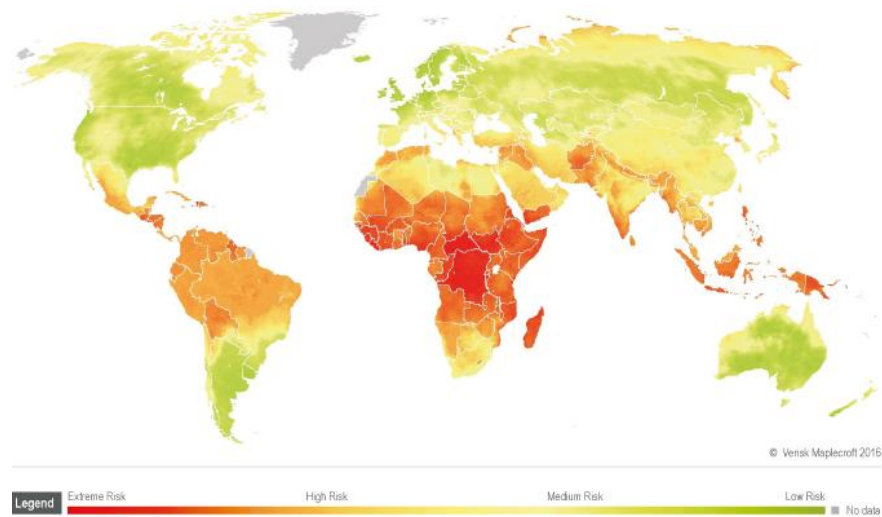 © Verisk Maplecroft 2016
Legend
Extreme Risk High Risk Medium Risk Low Risk
No data